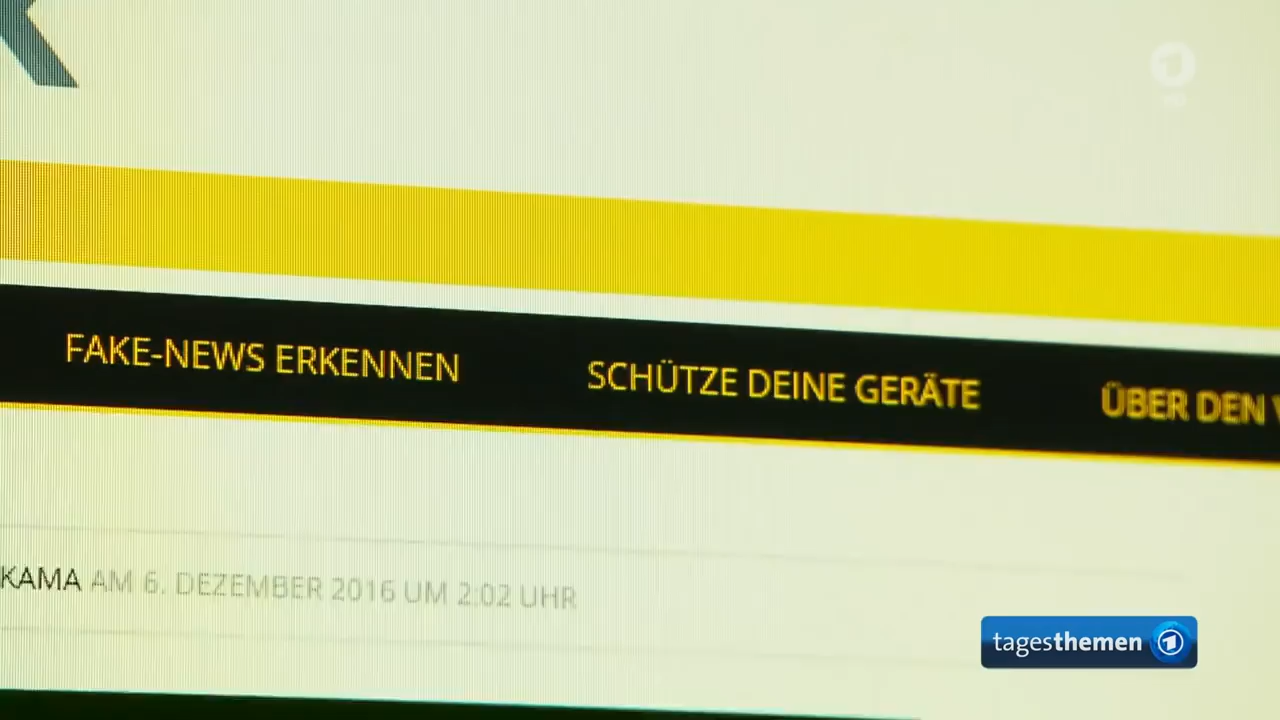 FAKE-NEWS ERKENNEN SCHÜTZE DEINE GERÄTE ÜBER DEN
KAMA AM 6. DEZEMBER 2016 UM 2:02 UHR
tagesthemen